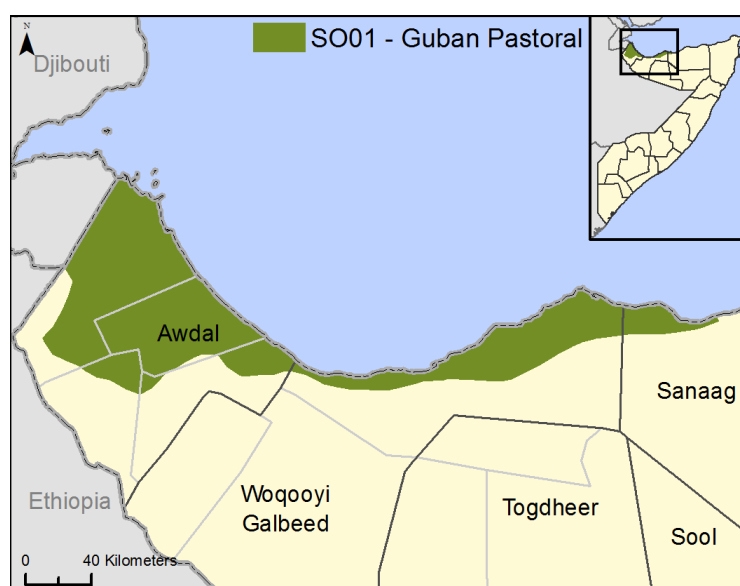 N
SO01 - Guban Pastoral
Djibouti
Awdal
Sanaag
Ethiopia
Woqooyi
Galbeed
Togdheer
Sool
0
40 Kilometers